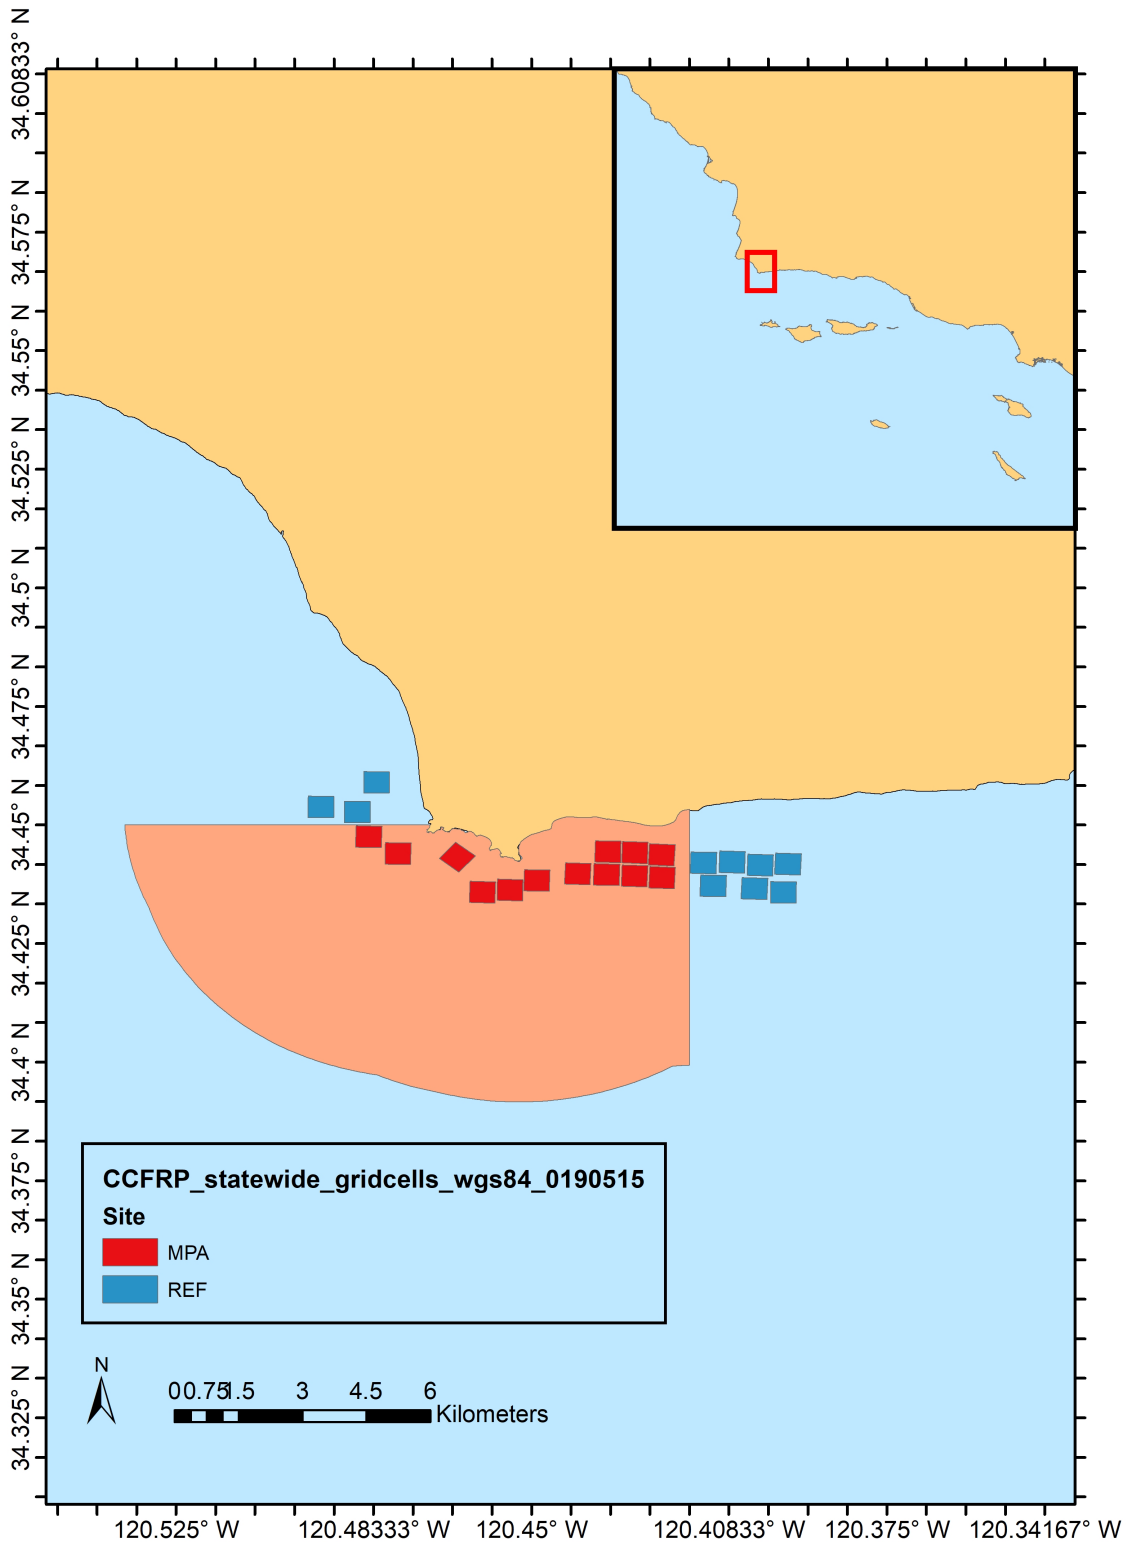 34.60833° N
34.575° N
34.55° N
34.525° N
34.5° N
34.475° N
34.45° N
34.425° N
34.4° N
34.375° N
34.35° N
34.325° N
CCFRP_statewide_gridcells_wgs84_0190515
Site
MPA
REF
N
0 0.75 1.5 3 4.5 6
Kilometers
120.525° W 120.48333° W 120.45° W 120.40833° W 120.375° W 120.34167° W